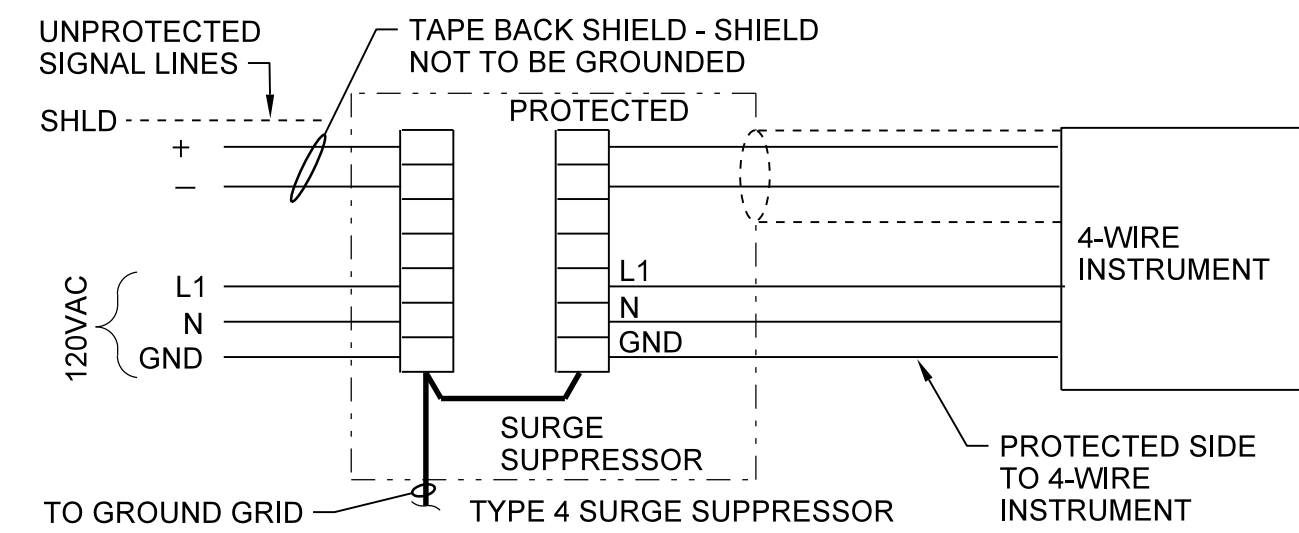 UNPROTECTED
SIGNAL LINES
TAPE BACK SHIELD - SHIELD
NOT TO BE GROUNDED
SHLD
PROTECTED
+
−
4-WIRE
INSTRUMENT
120VAC
L1
N
GND
L1
N
GND
SURGE
SUPPRESSOR
PROTECTED SIDE
TO 4-WIRE
INSTRUMENT
TO GROUND GRID
TYPE 4 SURGE SUPPRESSOR